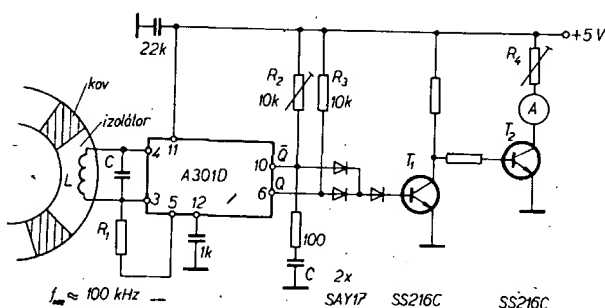 22k
+5 V
kov
izolátor
R2
10k
R3
10k
R4
A
T2
T1
L
C
4
11
A301D
10
Q̄
6
Q
3
5
12
R1
1k
100
C
2x
SAY17
SS216C
SS216C
≈ 100 kHz